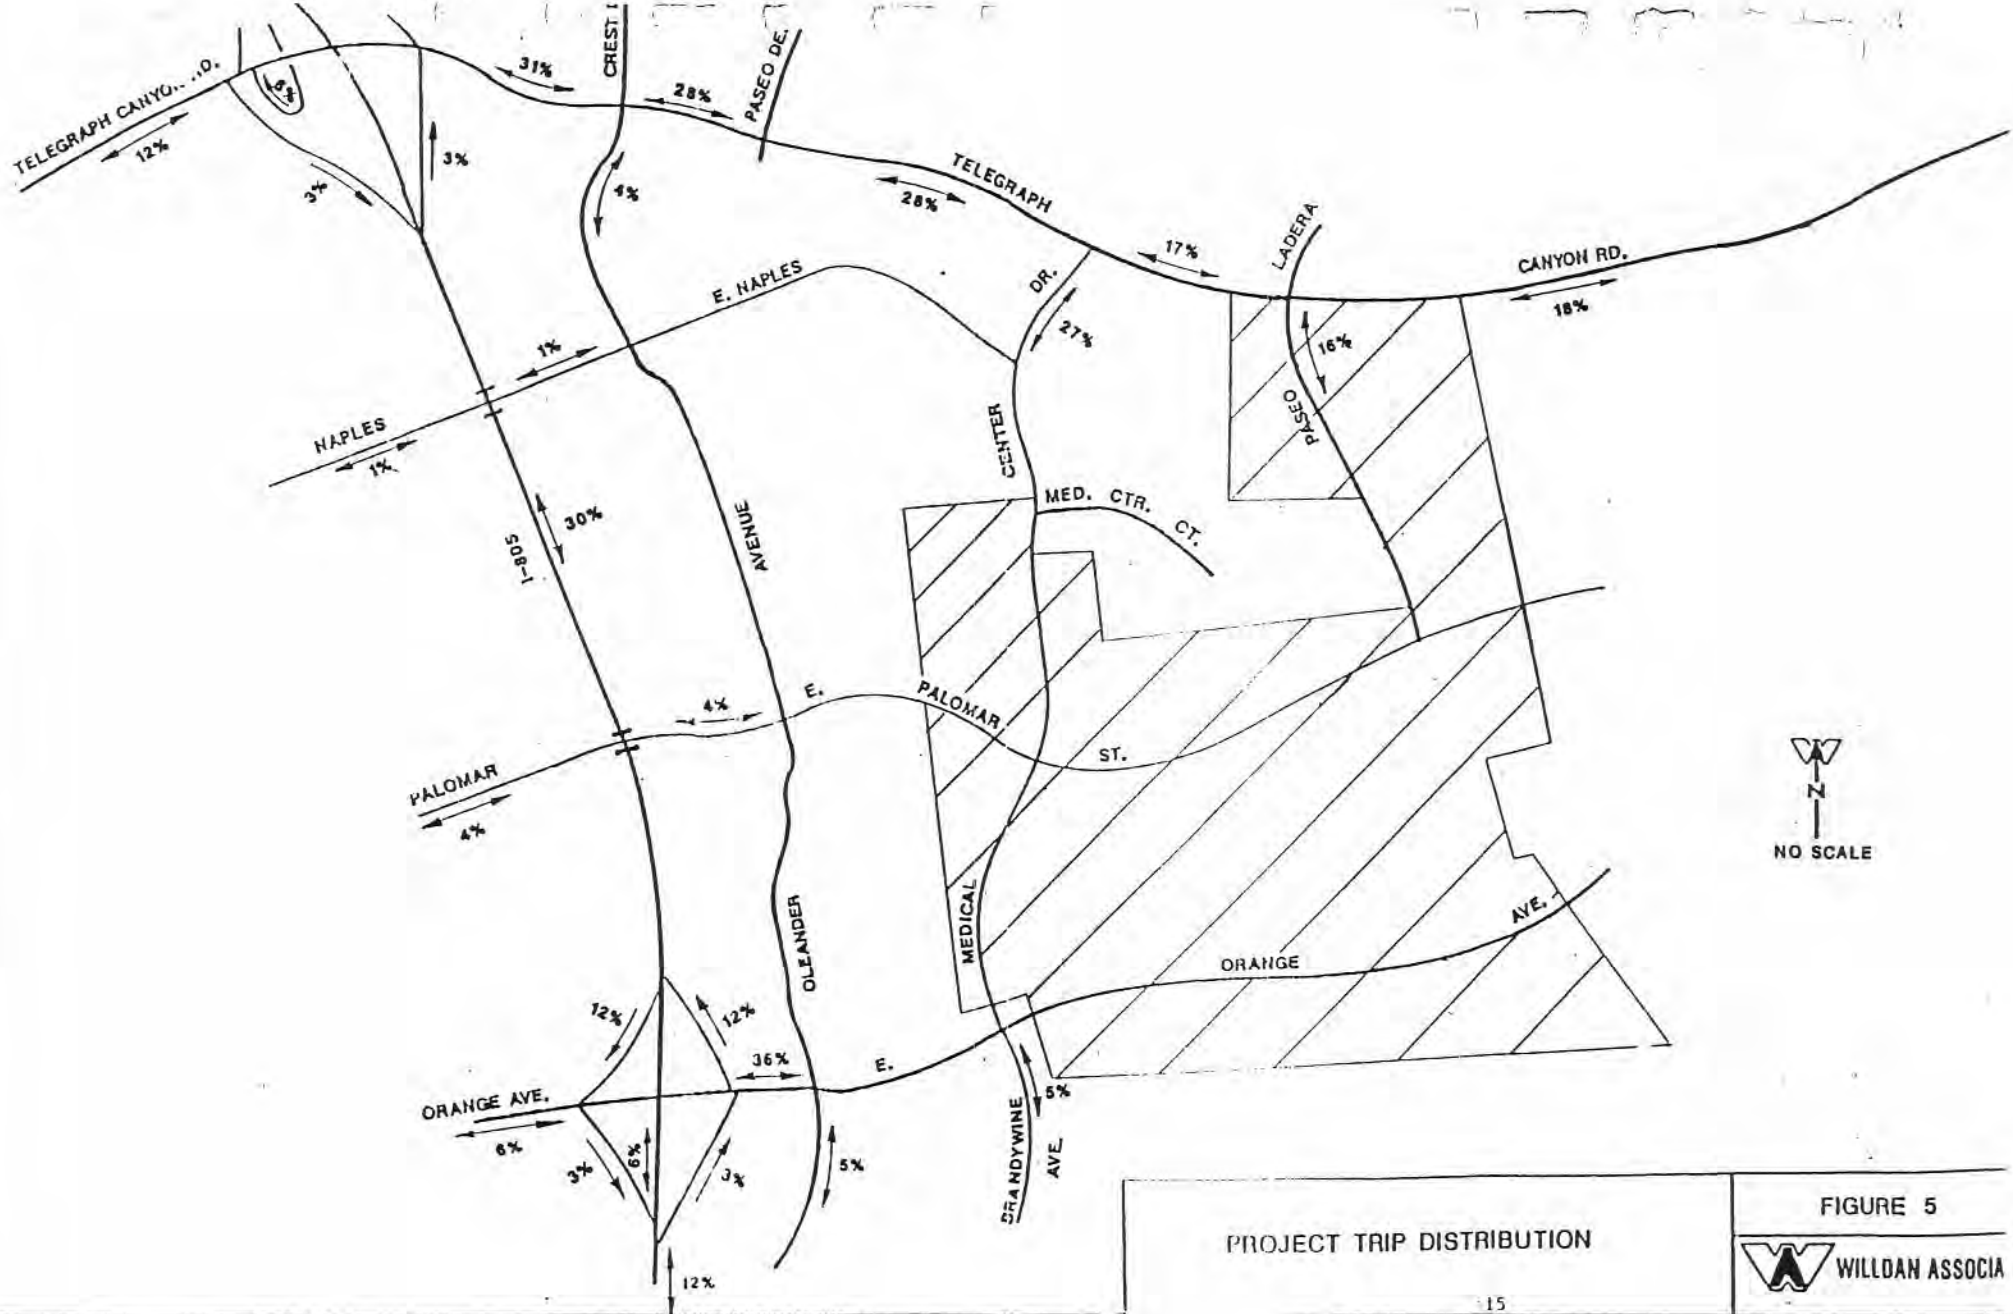 CREST
PASEO DE.
31%
28%
TELEGRAPH CANYO
12%
3%
3%
4%
TELEGRAPH
28%
17%
LADERA
CANYON RD.
18%
E. NAPLES
DR.
27%
16%
PASEO
1%
NAPLES
1%
CENTER
MED. CTR. CT.
I-805
30%
AVENUE
4%
E.
PALOMAR
ST.
PALOMAR
4%
N
NO SCALE
OLEANDER
MEDICAL
ORANGE
AVE.
12%
12%
36%
E.
ORANGE AVE.
6%
3%
6%
3%
5%
5%
BRANDYWINE
AVE.
12%
PROJECT TRIP DISTRIBUTION
15
FIGURE 5
WILLDAN ASSOCIA